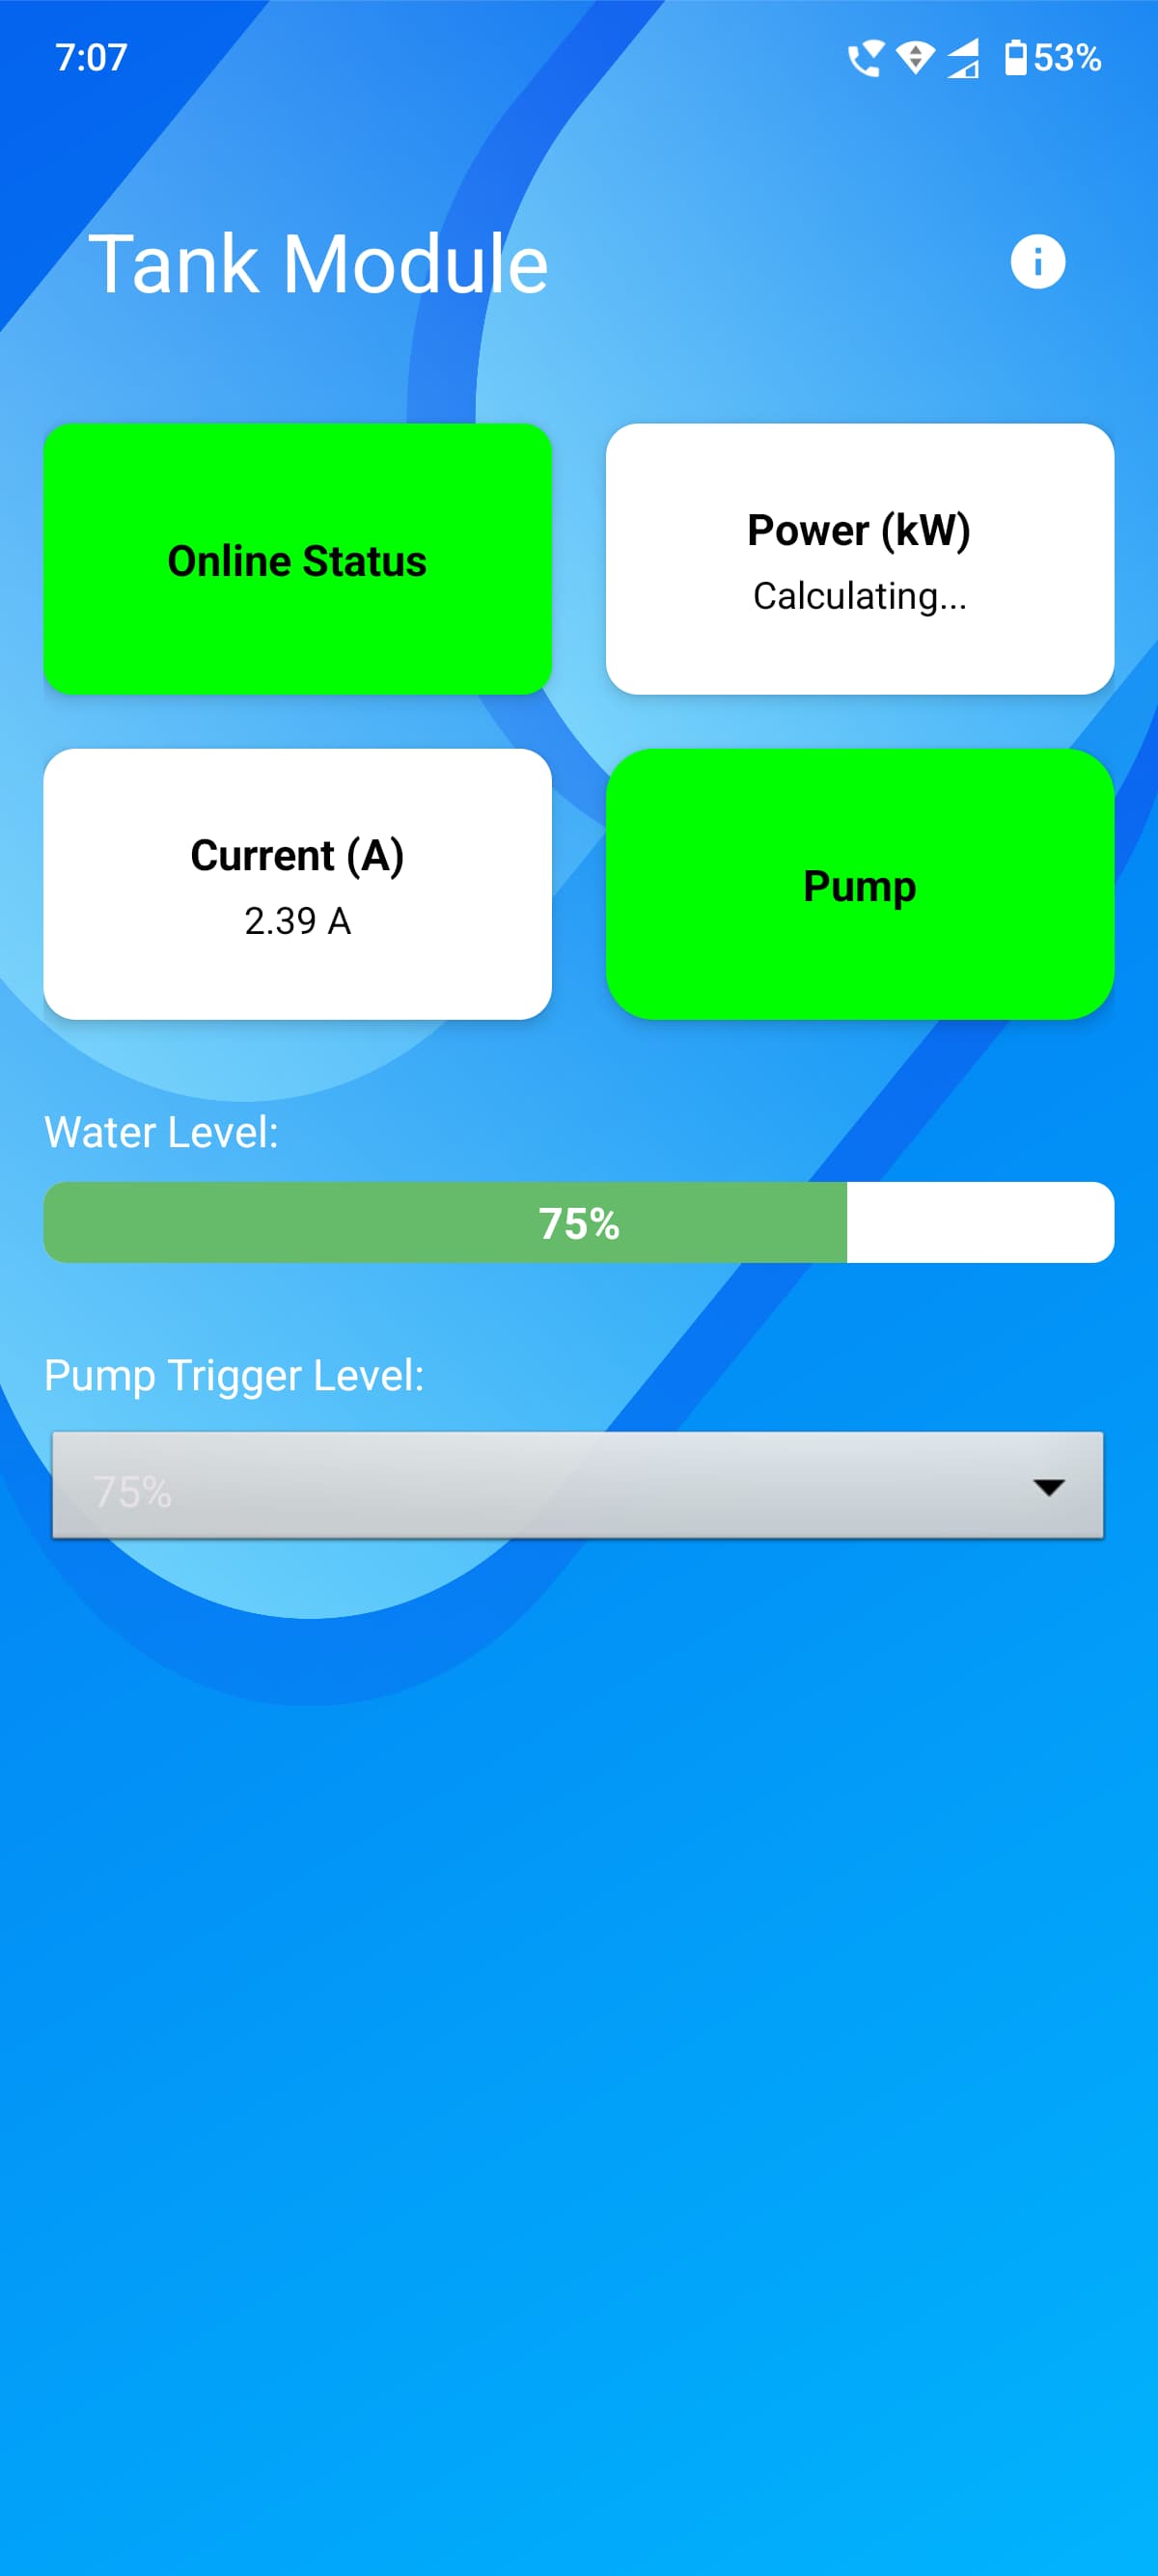 7:07
53%
Tank Module
Online Status
Power (kW)
Calculating...
Current (A)
2.39 A
Pump
Water Level:
75%
Pump Trigger Level:
75%